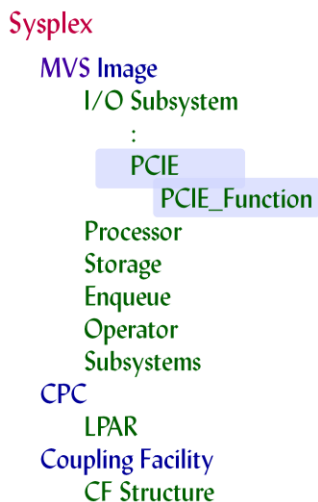 Sysplex
MVS Image
I/O Subsystem
:
PCIE
PCIE_Function
Processor
Storage
Enqueue
Operator
Subsystems
CPC
LPAR
Coupling Facility
CF Structure